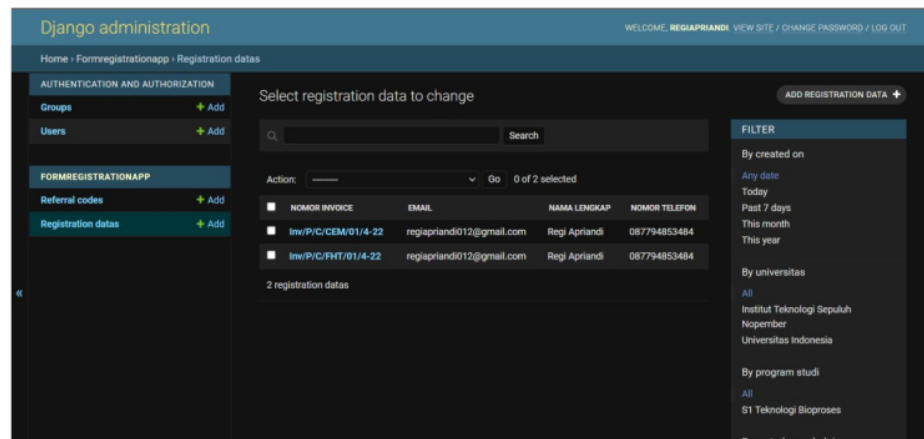 Django administration
WELCOME, REGIAPRIANDI. VIEW SITE / CHANGE PASSWORD / LOG OUT
Home › Formregistrationapp › Registration datas
AUTHENTICATION AND AUTHORIZATION
Groups + Add
Users + Add
FORMREGISTRATIONAPP
Referral codes + Add
Registration datas + Add
«
Select registration data to change
ADD REGISTRATION DATA +
Search
Action: --------- Go 0 of 2 selected
NOMOR INVOICE EMAIL NAMA LENGKAP NOMOR TELEFON
Inv/P/C/CEM/01/4-22 regiapriandi012@gmail.com Regi Apriandi 087794853484
Inv/P/C/FHT/01/4-22 regiapriandi012@gmail.com Regi Apriandi 087794853484
2 registration datas
FILTER
By created on
Any date
Today
Past 7 days
This month
This year
By universitas
All
Institut Teknologi Sepuluh
Nopember
Universitas Indonesia
By program studi
All
S1 Teknologi Bioproses